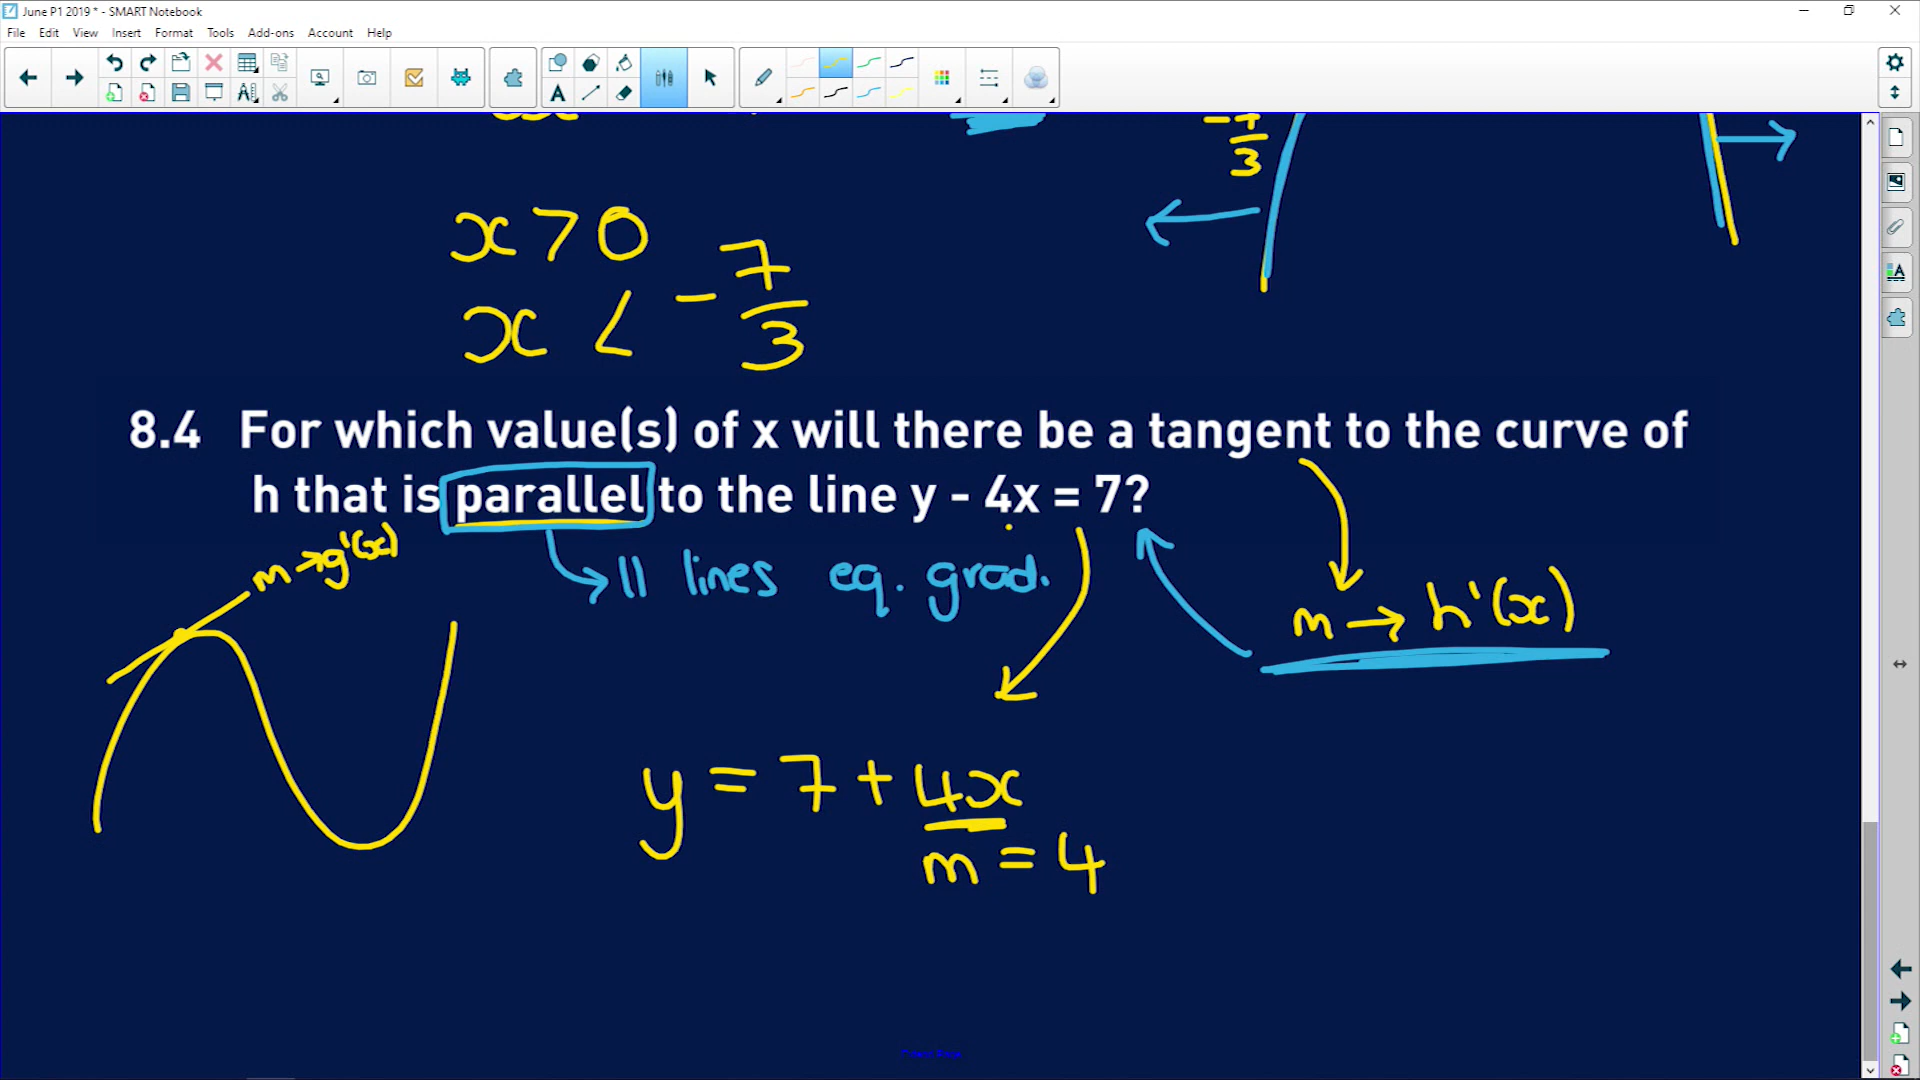 June P1 2019 * - SMART Notebook
File Edit View Insert Format Tools Add-ons Account Help
- 7/3
x > 0
x < - 7/3
8.4 For which value(s) of x will there be a tangent to the curve of
h that is parallel to the line y - 4x = 7?
m → g'(x)
→ || lines eq. grad.
m → h'(x)
y = 7 + 4x
m = 4